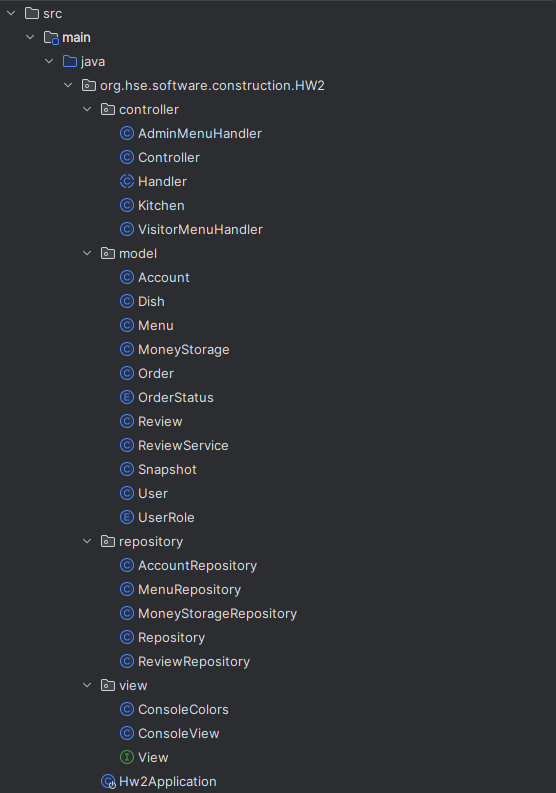 src
main
java
org.hse.software.construction.HW2
controller
AdminMenuHandler
Controller
Handler
Kitchen
VisitorMenuHandler
model
Account
Dish
Menu
MoneyStorage
Order
OrderStatus
Review
ReviewService
Snapshot
User
UserRole
repository
AccountRepository
MenuRepository
MoneyStorageRepository
Repository
ReviewRepository
view
ConsoleColors
ConsoleView
View
Hw2Application